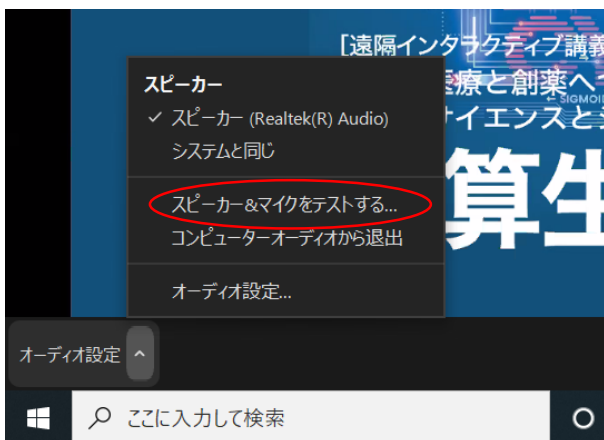 [遠隔インタラクティブ講義
医療と創薬へ
← SIGMOI
イエンスと
算生
スピーカー
✓ スピーカー (Realtek(R) Audio)
システムと同じ
スピーカー&マイクをテストする...
コンピューターオーディオから退出
オーディオ設定...
オーディオ設定 ^
ここに入力して検索